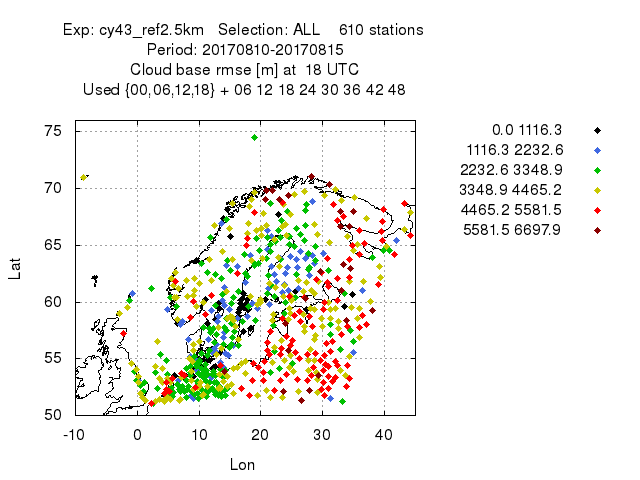 Exp: cy43_ref2.5km   Selection: ALL    610 stations
Period: 20170810-20170815
Cloud base rmse [m] at  18 UTC
Used {00,06,12,18} + 06 12 18 24 30 36 42 48
0.0 1116.3
1116.3 2232.6
2232.6 3348.9
3348.9 4465.2
4465.2 5581.5
5581.5 6697.9
75
70
65
60
55
50
Lat
-10 0 10 20 30 40
Lon